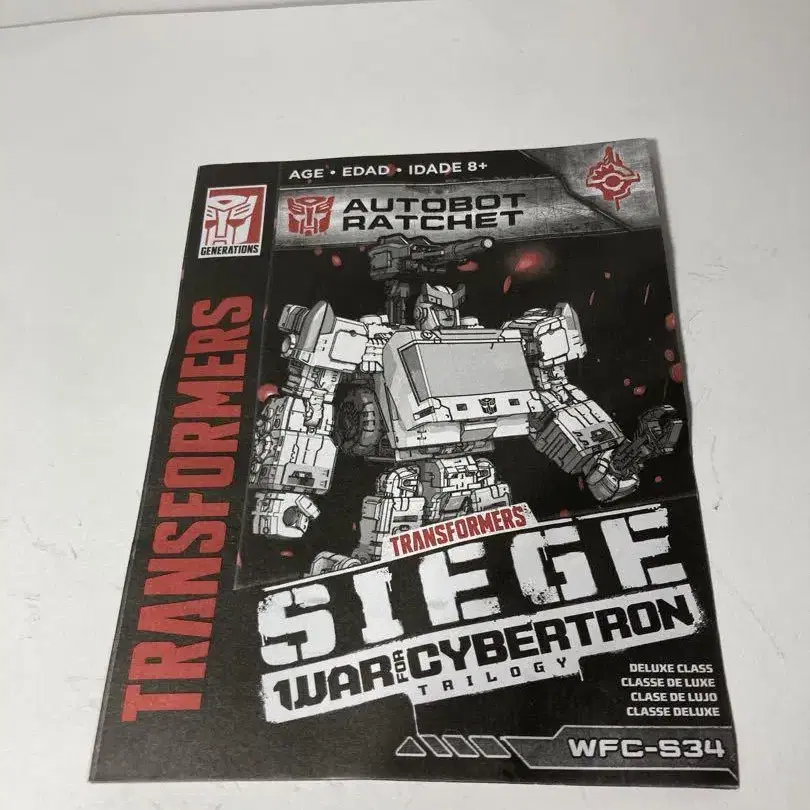 AGE • EDAD • IDADE 8+
GENERATIONS
AUTOBOT
RATCHET
TRANSFORMERS
TRANSFORMERS
SIEGE
WAR FOR CYBERTRON
TRILOGY
DELUXE CLASS
CLASSE DE LUXE
CLASE DE LUJO
CLASSE DELUXE
WFC-S34